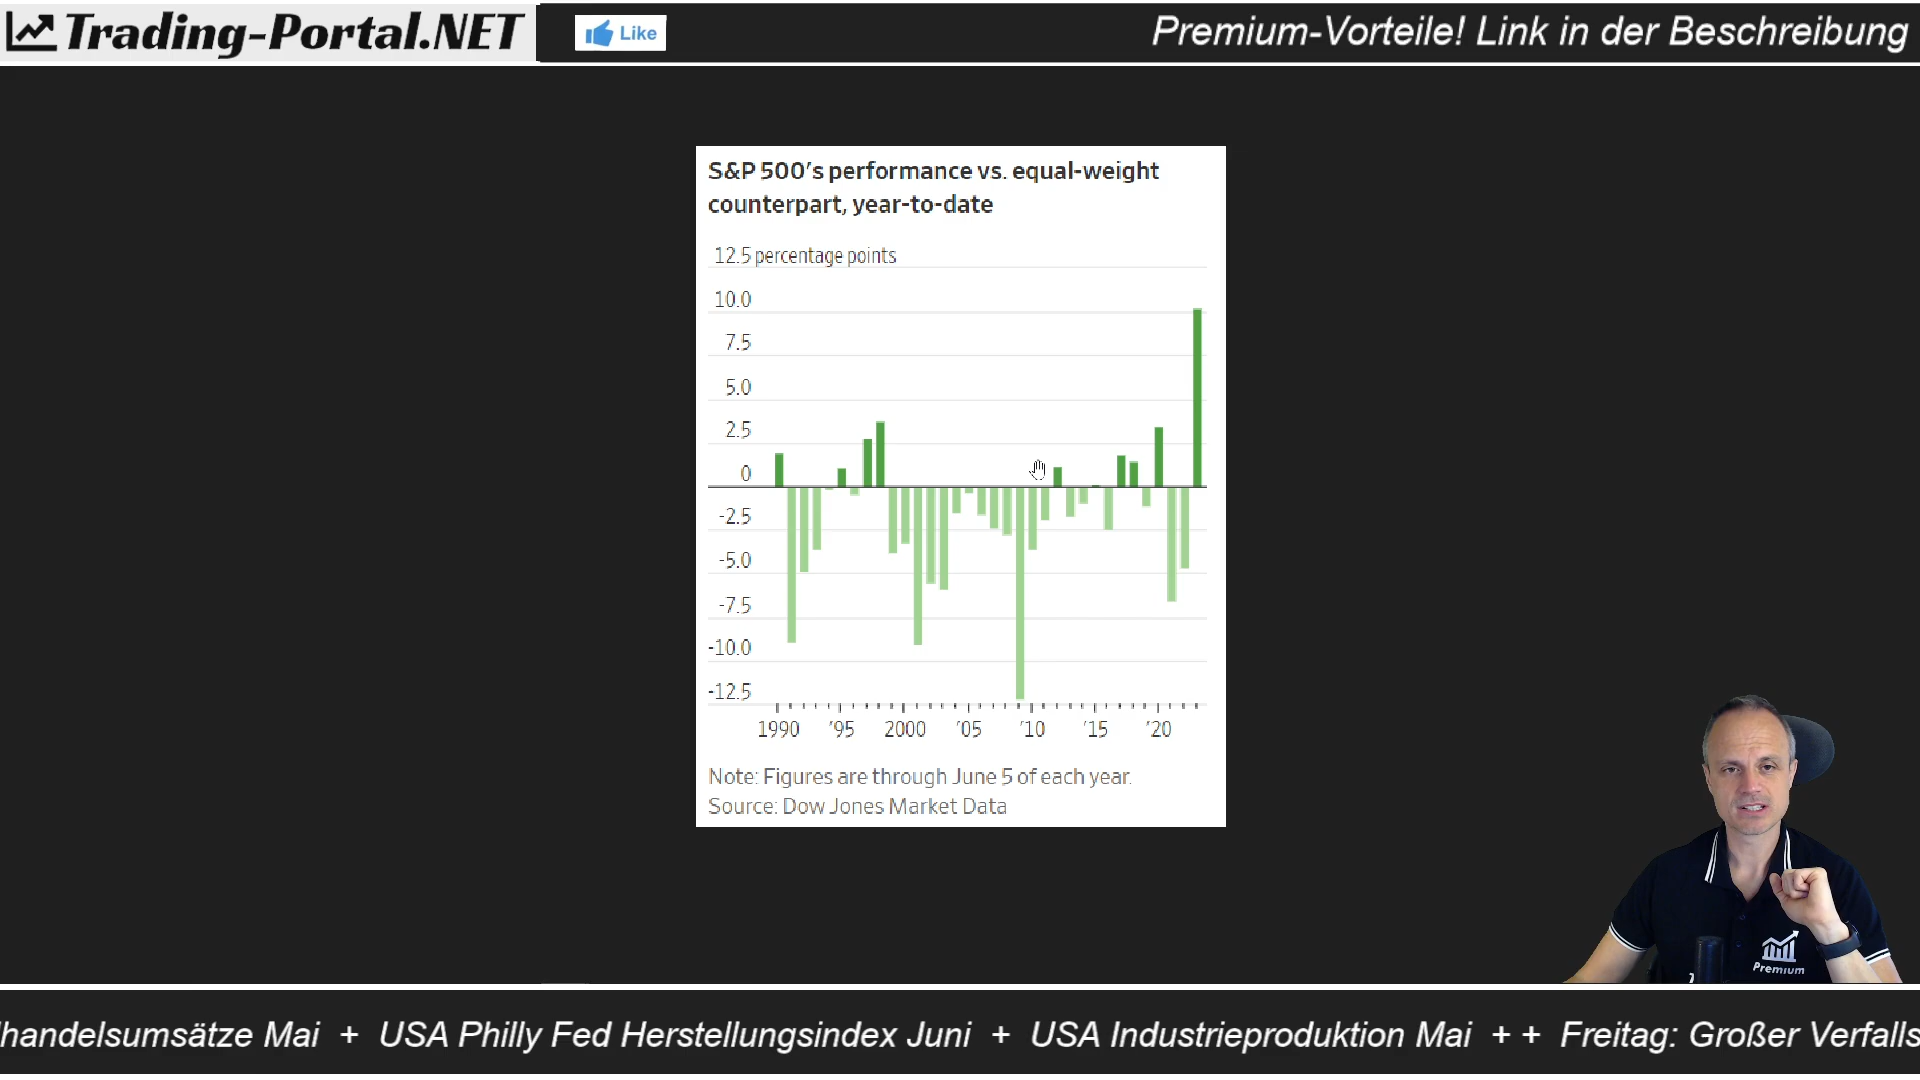 Trading-Portal.NET
Like
Premium-Vorteile! Link in der Beschreibung
S&P 500's performance vs. equal-weight
counterpart, year-to-date
12.5 percentage points
10.0
7.5
5.0
2.5
0
-2.5
-5.0
-7.5
-10.0
-12.5
1990 '95 2000 '05 '10 '15 '20
Note: Figures are through June 5 of each year.
Source: Dow Jones Market Data
Premium
handelsumsätze Mai + USA Philly Fed Herstellungsindex Juni + USA Industrieproduktion Mai + + Freitag: Großer Verfalls